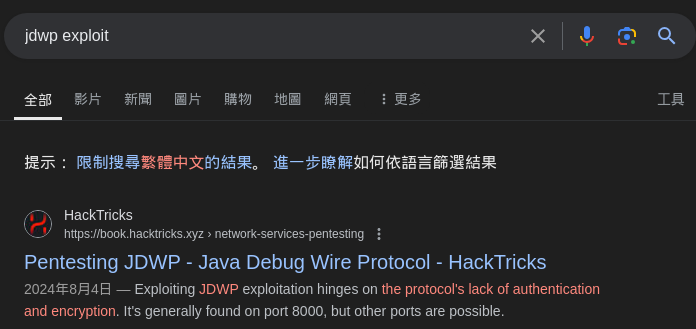 jdwp exploit
全部 影片 新聞 圖片 購物 地圖 網頁 更多 工具
提示： 限制搜尋繁體中文的結果。 進一步瞭解如何依語言篩選結果
HackTricks
https://book.hacktricks.xyz › network-services-pentesting
Pentesting JDWP - Java Debug Wire Protocol - HackTricks
2024年8月4日 — Exploiting JDWP exploitation hinges on the protocol's lack of authentication
and encryption. It's generally found on port 8000, but other ports are possible.